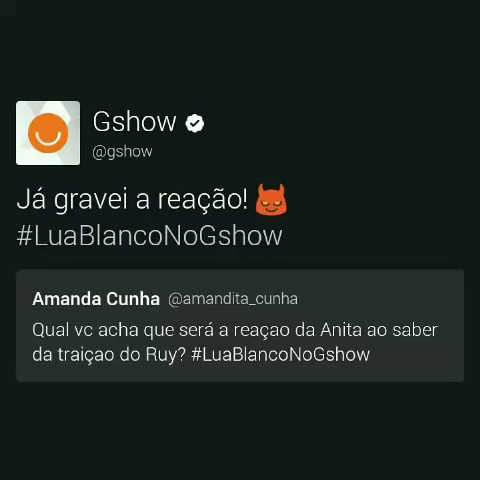 Gshow
@gshow
Já gravei a reação! 👿
#LuaBlancoNoGshow
Amanda Cunha @amandita_cunha
Qual vc acha que será a reaçao da Anita ao saber
da traiçao do Ruy? #LuaBlancoNoGshow